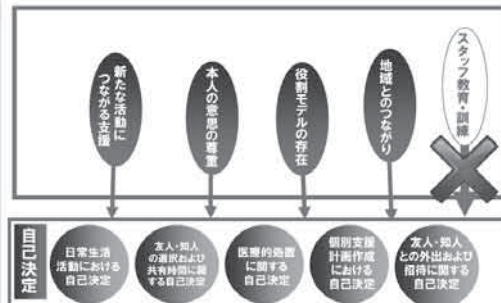 新たな活動に
つながる支援
本人の意思の尊重
役割モデルの存在
地域とのつながり
スタッフ教育・訓練
自己決定
日常生活
活動における
自己決定
友人・知人
の選択および
共有時間に関
する自己決定
医療的処置
に関する
自己決定
個別支援
計画作成
における
自己決定
友人・知人
との外出および
招待に関する
自己決定